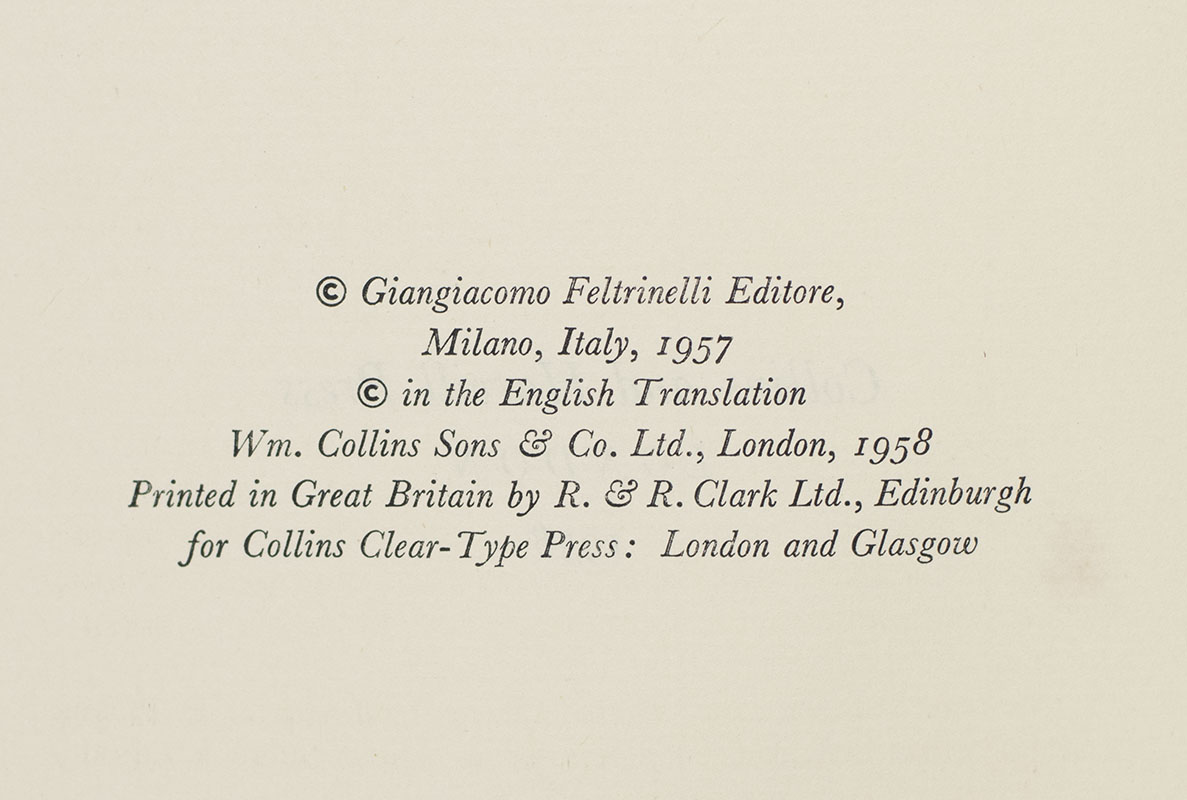 © Giangiacomo Feltrinelli Editore,
Milano, Italy, 1957
© in the English Translation
Wm. Collins Sons & Co. Ltd., London, 1958
Printed in Great Britain by R. & R. Clark Ltd., Edinburgh
for Collins Clear-Type Press: London and Glasgow